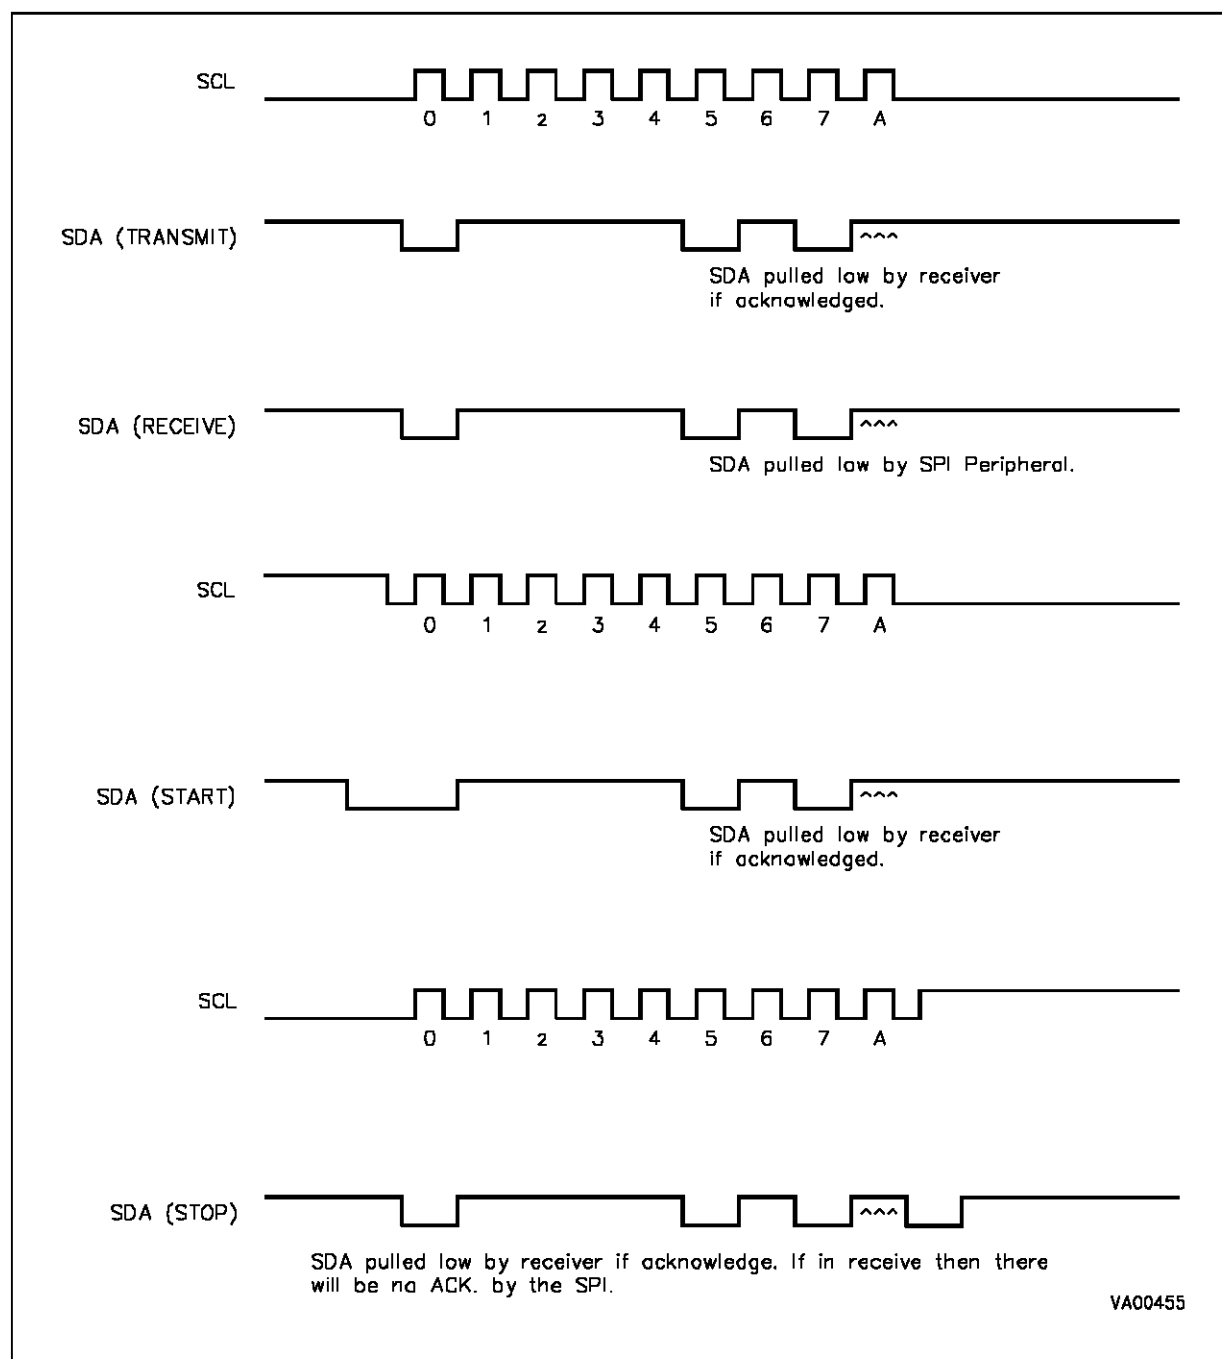 SCL
0 1 2 3 4 5 6 7 A
SDA (TRANSMIT)
^^^
SDA pulled low by receiver
if acknowledged.
SDA (RECEIVE)
^^^
SDA pulled low by SPI Peripheral.
SCL
0 1 2 3 4 5 6 7 A
SDA (START)
^^^
SDA pulled low by receiver
if acknowledged.
SCL
0 1 2 3 4 5 6 7 A
SDA (STOP)
^^^
SDA pulled low by receiver if acknowledge. If in receive then there
will be no ACK. by the SPI.
VA00455